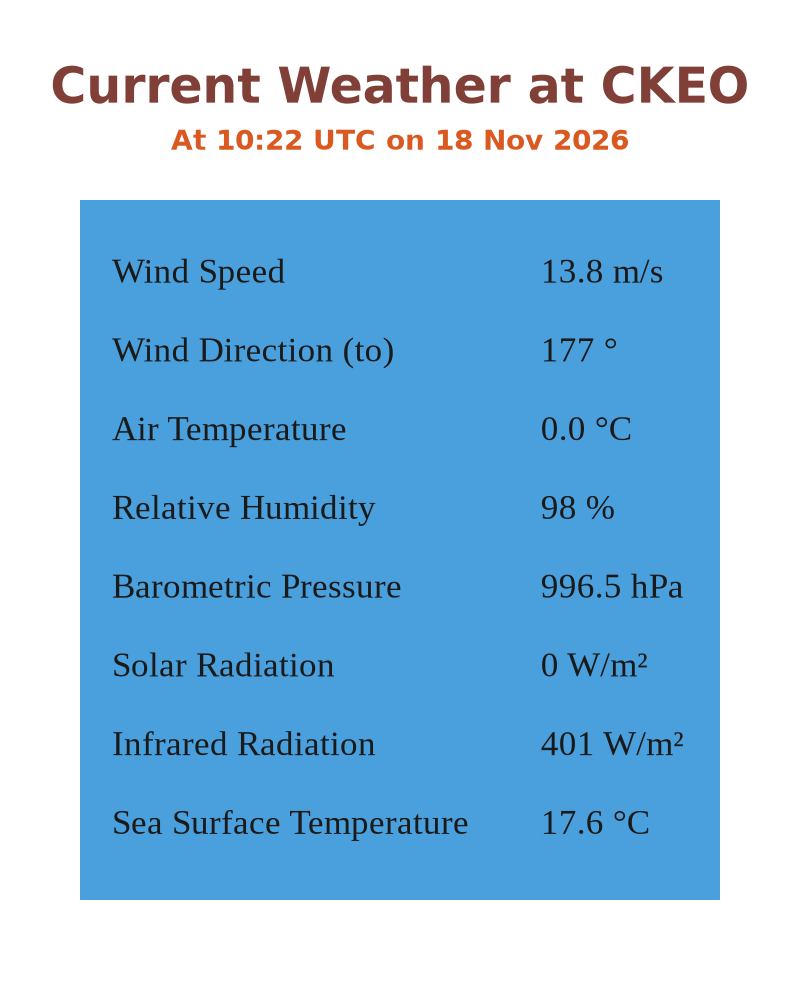 Current Weather at CKEO
At 10:22 UTC on 18 Nov 2026
Wind Speed 13.8 m/s
Wind Direction (to) 177 °
Air Temperature 0.0 °C
Relative Humidity 98 %
Barometric Pressure 996.5 hPa
Solar Radiation 0 W/m²
Infrared Radiation 401 W/m²
Sea Surface Temperature 17.6 °C